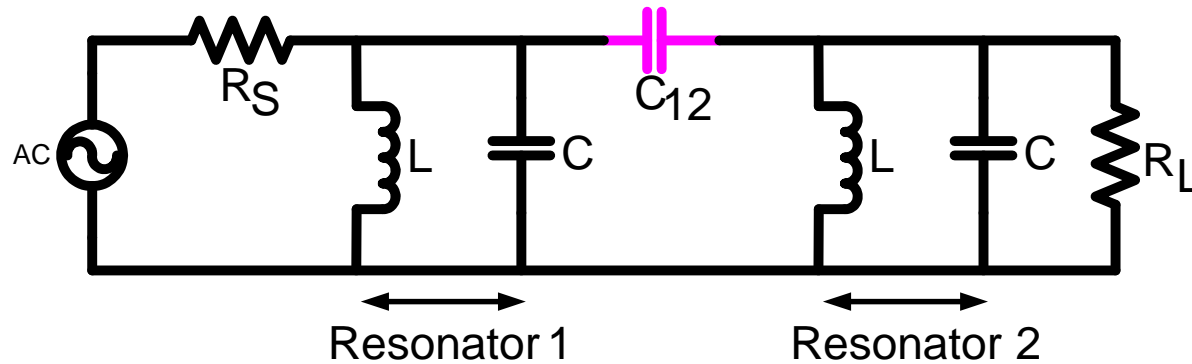 AC
RS
L
C
C12
L
C
RL
Resonator 1
Resonator 2